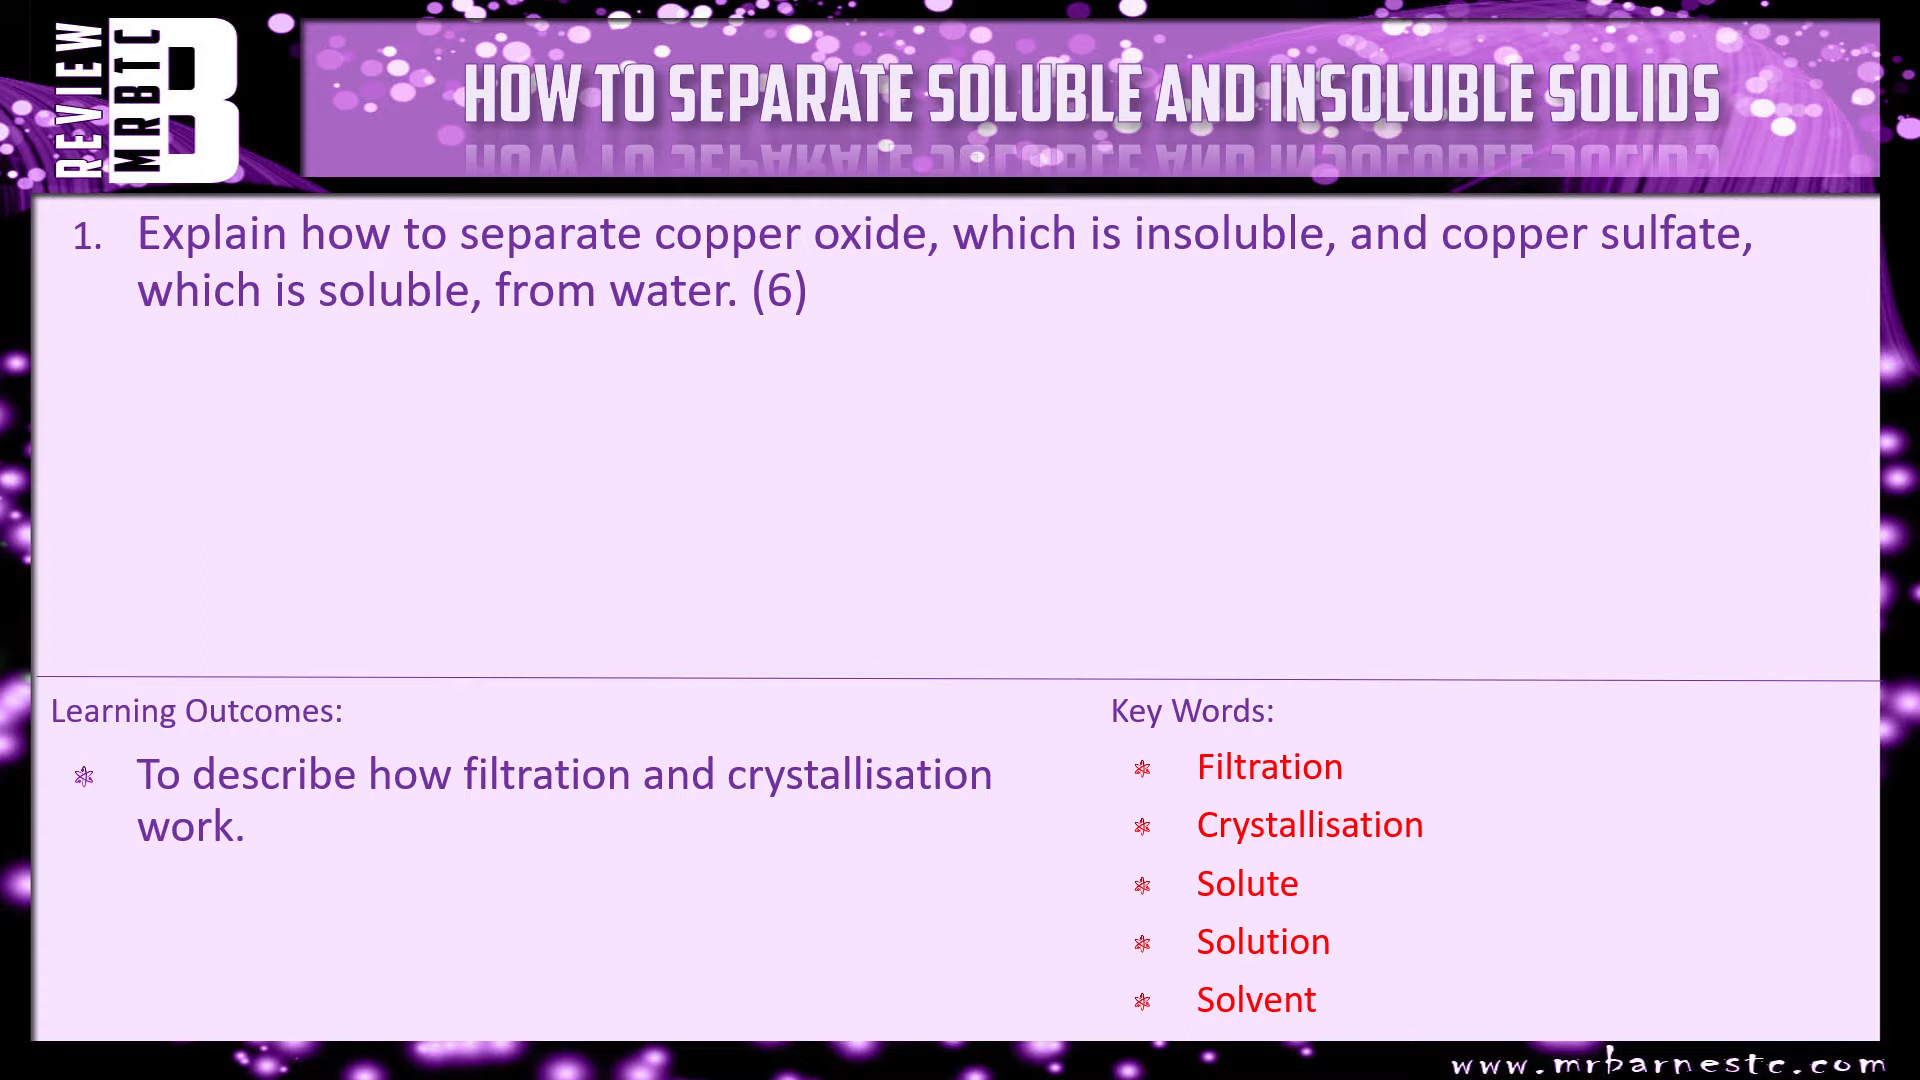 REVIEW
MRBTC
B
HOW TO SEPARATE SOLUBLE AND INSOLUBLE SOLIDS
1. Explain how to separate copper oxide, which is insoluble, and copper sulfate,
which is soluble, from water. (6)
Learning Outcomes:
To describe how filtration and crystallisation
work.
Key Words:
Filtration
Crystallisation
Solute
Solution
Solvent
www.mrbarnestc.com